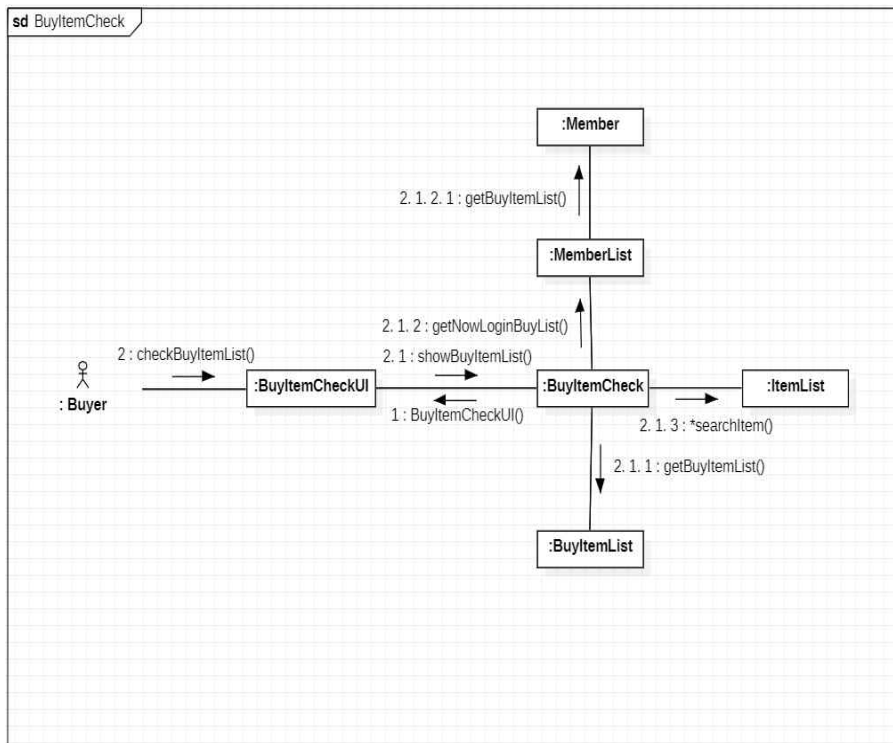 sd BuyItemCheck
:Member
2. 1. 2. 1 : getBuyItemList()
:MemberList
2. 1. 2 : getNowLoginBuyList()
2 : checkBuyItemList()
2. 1 : showBuyItemList()
: Buyer
:BuyItemCheckUI
:BuyItemCheck
:ItemList
1 : BuyItemCheckUI()
2. 1. 3 : *searchItem()
2. 1. 1 : getBuyItemList()
:BuyItemList